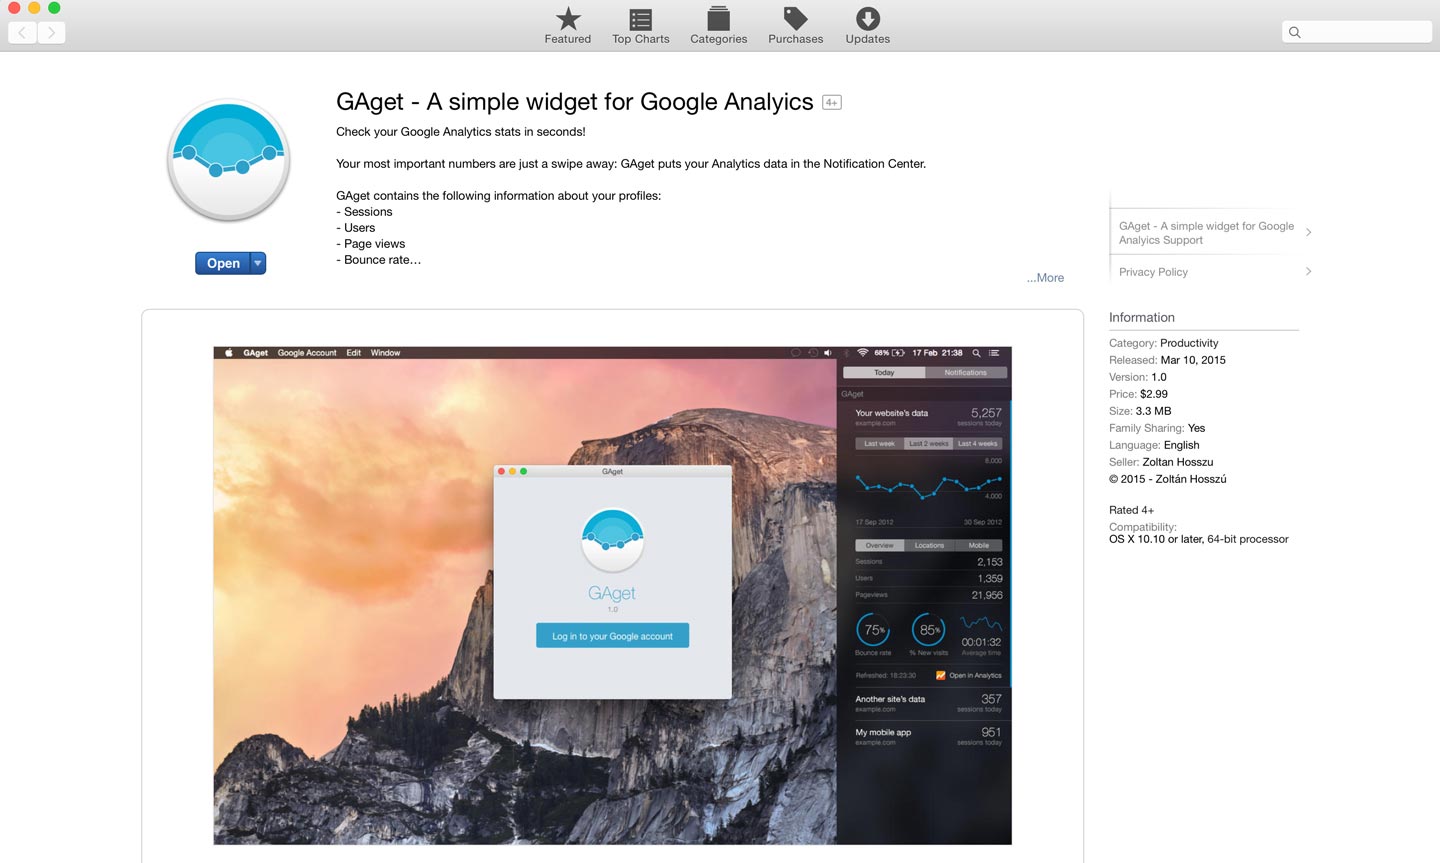 Featured
Top Charts
Categories
Purchases
Updates
GAget - A simple widget for Google Analyics 4+
Check your Google Analytics stats in seconds!
Your most important numbers are just a swipe away: GAget puts your Analytics data in the Notification Center.
GAget contains the following information about your profiles:
- Sessions
- Users
- Page views
- Bounce rate…
...More
Open
GAget - A simple widget for Google
Analyics Support
Privacy Policy
Information
Category: Productivity
Released: Mar 10, 2015
Version: 1.0
Price: $2.99
Size: 3.3 MB
Family Sharing: Yes
Language: English
Seller: Zoltan Hosszu
© 2015 - Zoltán Hosszú
Rated 4+
Compatibility:
OS X 10.10 or later, 64-bit processor
GAget Google Account Edit Window
68% 17 Feb 21:38
Today Notifications
GAget
Your website's data 5,257
example.com sessions today
Last week Last 2 weeks Last 4 weeks
6,000
4,000
17 Sep 2012 30 Sep 2012
Overview Locations Mobile
Sessions 2,153
Users 1,359
Pageviews 21,956
75% 85% 00:01:32
Bounce rate % New visits Average time
Refreshed: 18:23:30 Open in Analytics
Another site's data 357
example.com sessions today
My mobile app 951
example.com sessions today
GAget
GAget
1.0
Log in to your Google account